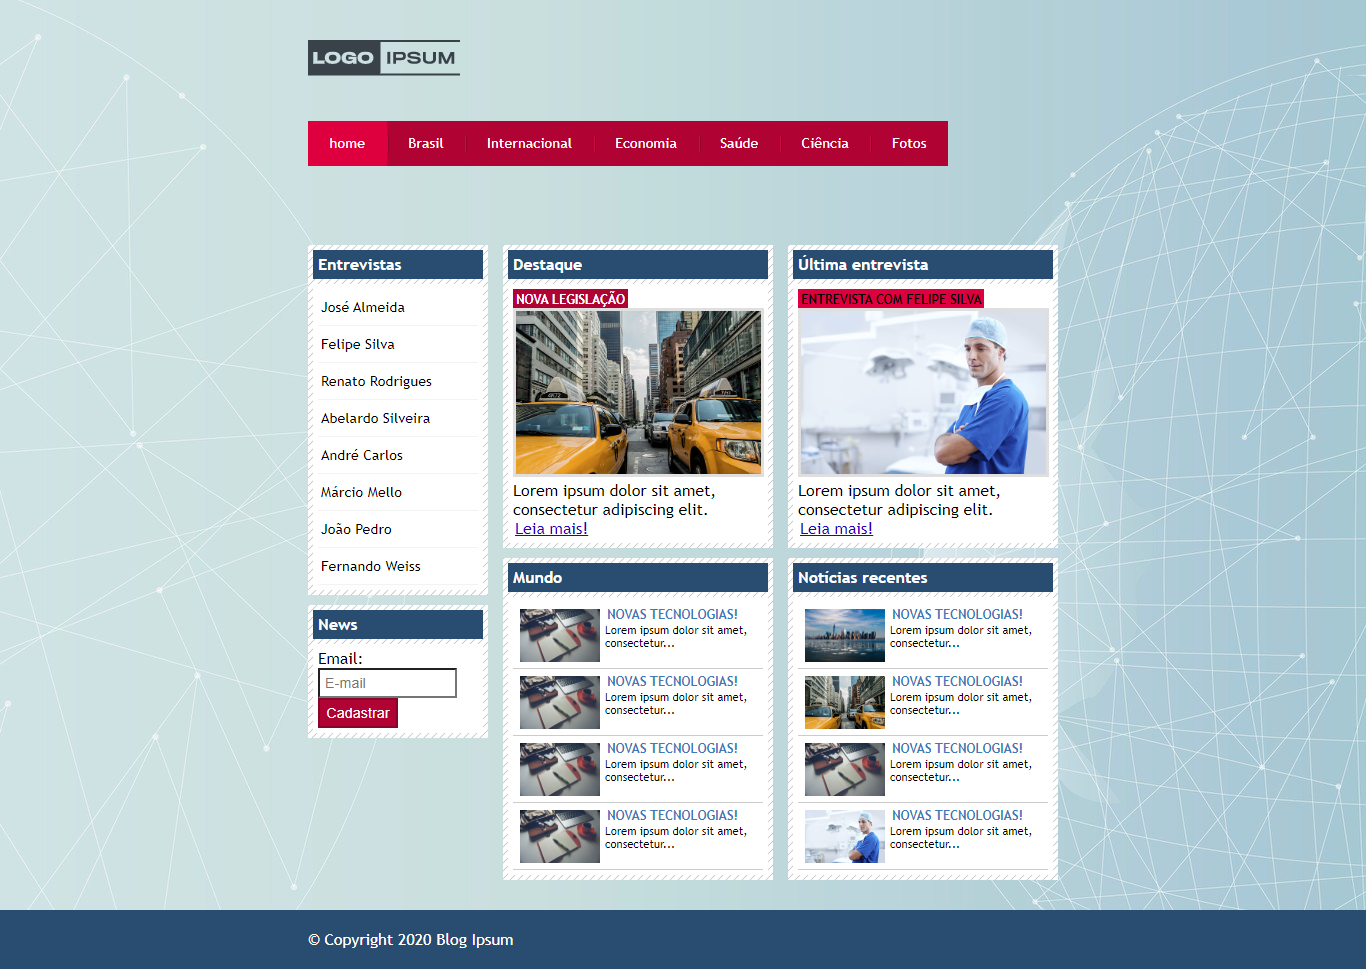 LOGO IPSUM
home Brasil Internacional Economia Saúde Ciência Fotos
Entrevistas
José Almeida
Felipe Silva
Renato Rodrigues
Abelardo Silveira
André Carlos
Márcio Mello
João Pedro
Fernando Weiss
News
Email:
E-mail
Cadastrar
Destaque
NOVA LEGISLAÇÃO
Lorem ipsum dolor sit amet,
consectetur adipiscing elit.
Leia mais!
Última entrevista
ENTREVISTA COM FELIPE SILVA
Lorem ipsum dolor sit amet,
consectetur adipiscing elit.
Leia mais!
Mundo
NOVAS TECNOLOGIAS!
Lorem ipsum dolor sit amet,
consectetur...
NOVAS TECNOLOGIAS!
Lorem ipsum dolor sit amet,
consectetur...
NOVAS TECNOLOGIAS!
Lorem ipsum dolor sit amet,
consectetur...
NOVAS TECNOLOGIAS!
Lorem ipsum dolor sit amet,
consectetur...
Notícias recentes
NOVAS TECNOLOGIAS!
Lorem ipsum dolor sit amet,
consectetur...
NOVAS TECNOLOGIAS!
Lorem ipsum dolor sit amet,
consectetur...
NOVAS TECNOLOGIAS!
Lorem ipsum dolor sit amet,
consectetur...
NOVAS TECNOLOGIAS!
Lorem ipsum dolor sit amet,
consectetur...
© Copyright 2020 Blog Ipsum